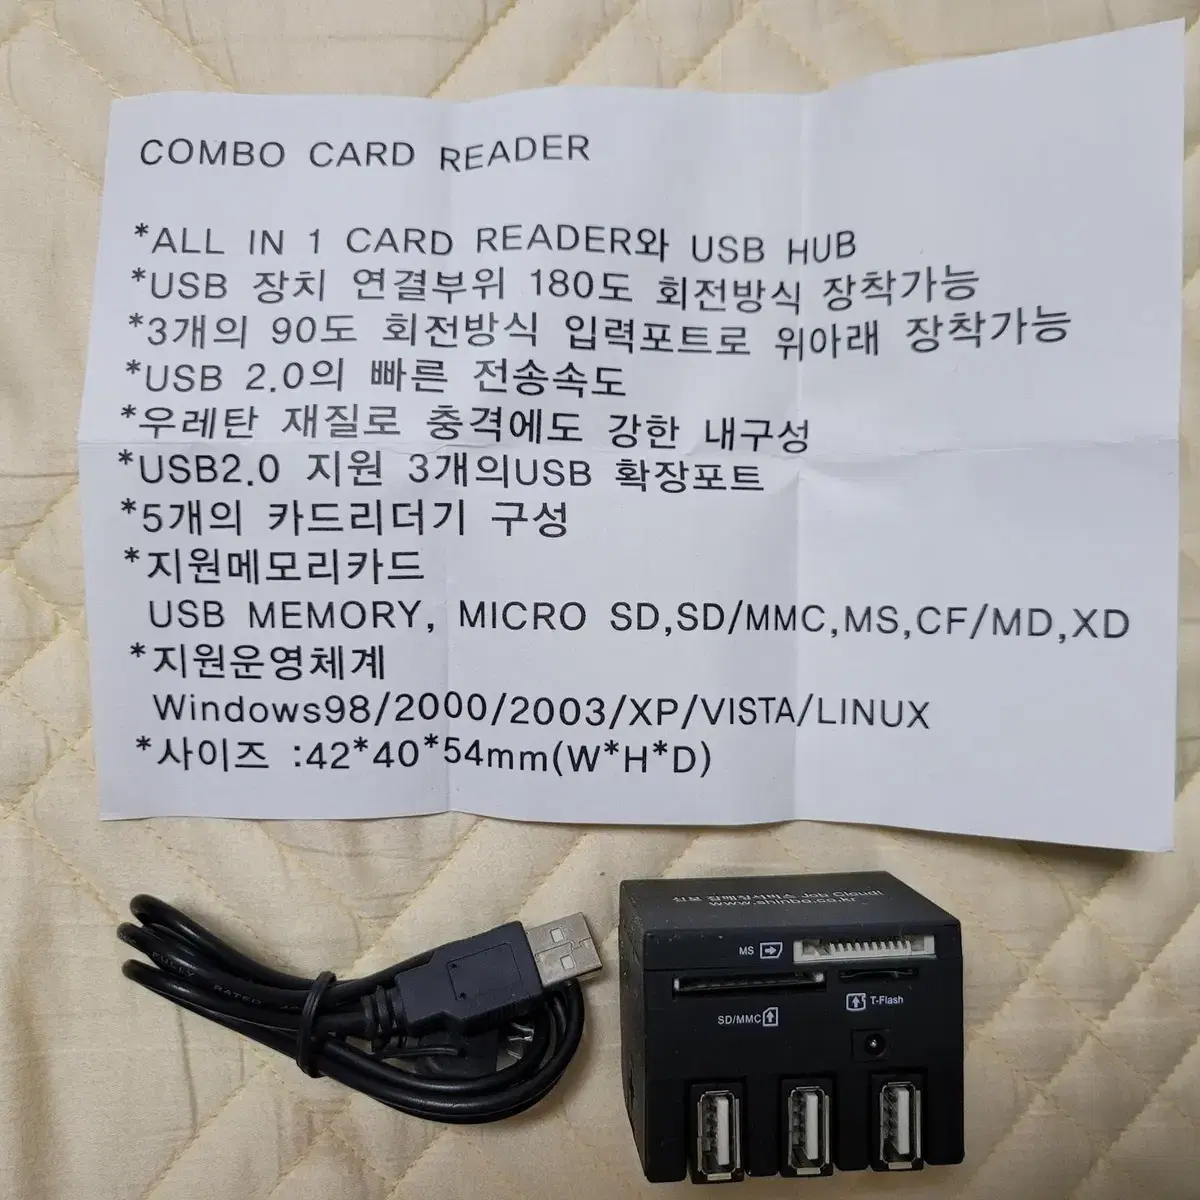 COMBO CARD READER
*ALL IN 1 CARD READER와 USB HUB
*USB 장치 연결부위 180도 회전방식 장착가능
*3개의 90도 회전방식 입력포트로 위아래 장착가능
*USB 2.0의 빠른 전송속도
*우레탄 재질로 충격에도 강한 내구성
*USB2.0 지원 3개의USB 확장포트
*5개의 카드리더기 구성
*지원메모리카드
USB MEMORY, MICRO SD,SD/MMC,MS,CF/MD,XD
*지원운영체계
Windows98/2000/2003/XP/VISTA/LINUX
*사이즈 :42*40*54mm(W*H*D)
Job Cloud!
www.shinbo.co.kr
MS
T-Flash
SD/MMC
RATED